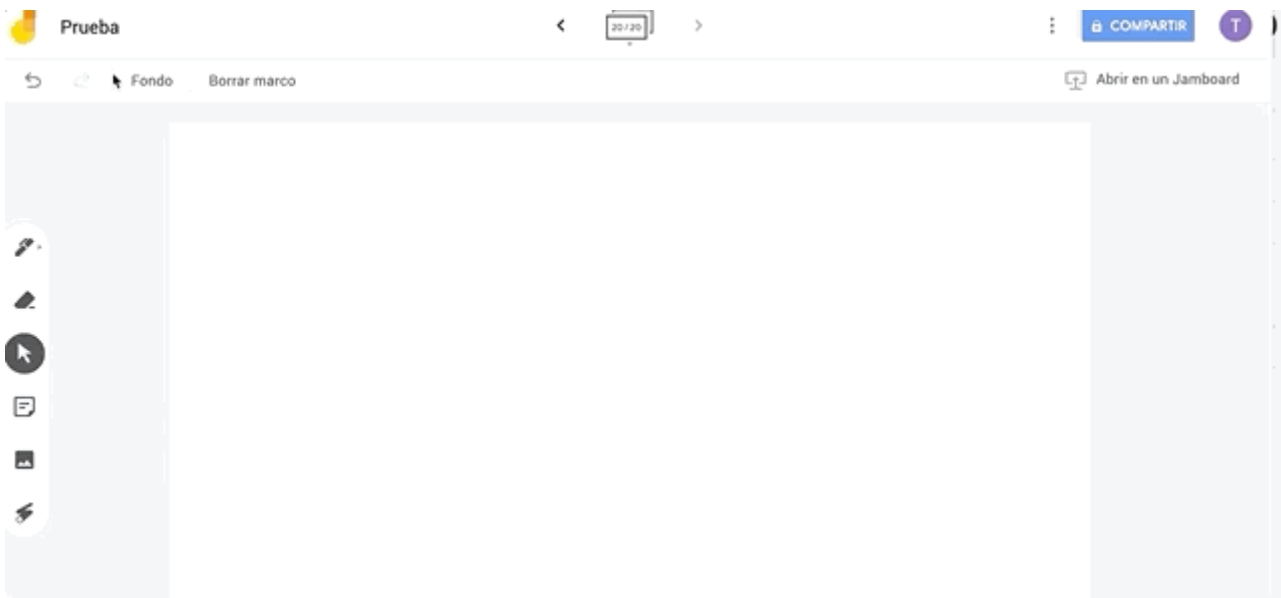 Prueba
20/20
COMPARTIR
T
Fondo
Borrar marco
Abrir en un Jamboard